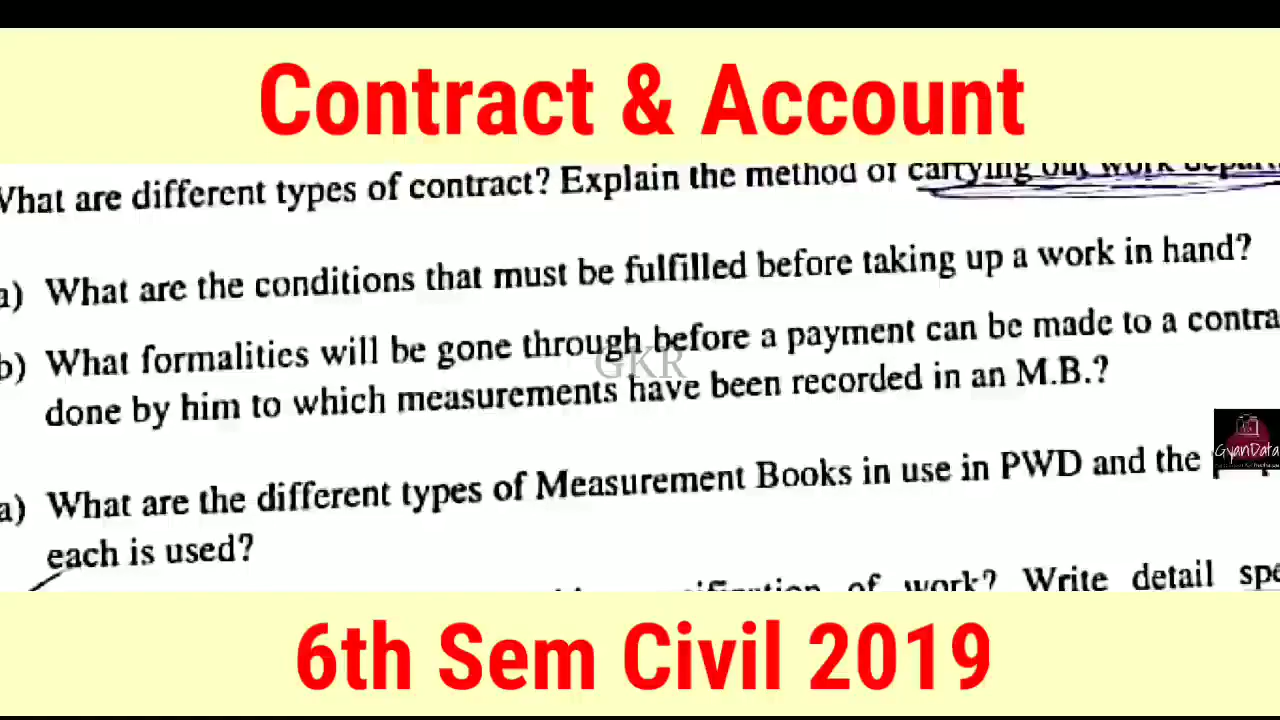 Contract & Account
What are different types of contract? Explain the method of carrying out work
a) What are the conditions that must be fulfilled before taking up a work in hand?
b) What formalities will be gone through before a payment can be made to a contra
GKR
done by him to which measurements have been recorded in an M.B.?
GyanData
a) What are the different types of Measurement Books in use in PWD and the
each is used?
of work? Write detail spe
6th Sem Civil 2019